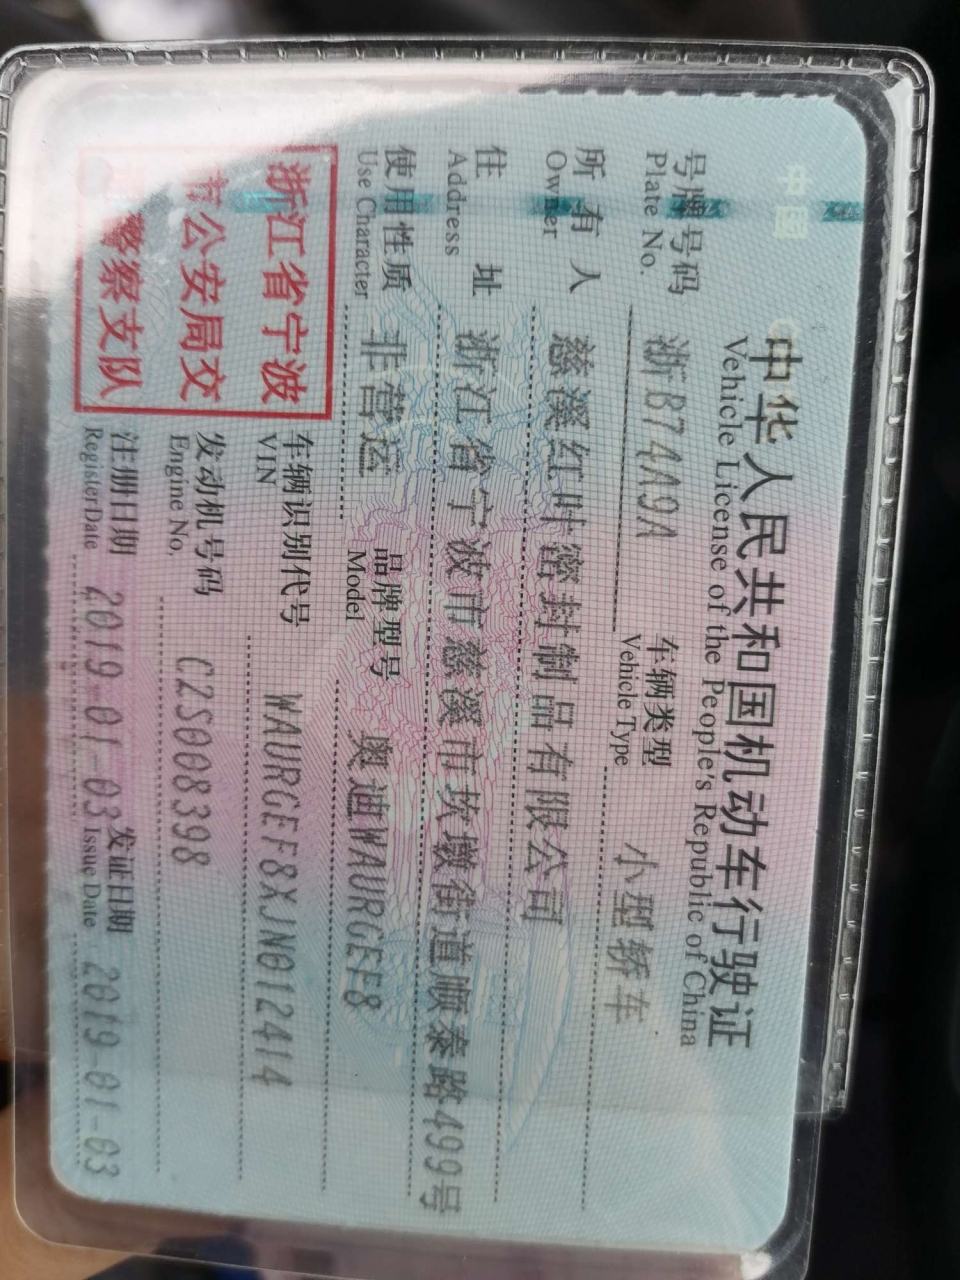 中华人民共和国机动车行驶证
Vehicle License of the People's Republic of China
号牌号码 浙B74A9A 车辆类型 小型轿车
Plate No. Vehicle Type
所有人 慈溪红叶密封制品有限公司
Owner
住址 浙江省宁波市慈溪市坎墩街道顺泰路499号
Address
使用性质 非营运 品牌型号 奥迪WAURGEF8
Use Character Model
浙江省宁波
市公安局交
警察支队
车辆识别代号 WAURGEF8XJN012414
VIN
发动机号码 CZS008398
Engine No.
注册日期 2019-01-03 发证日期 2019-01-03
Register Date Issue Date